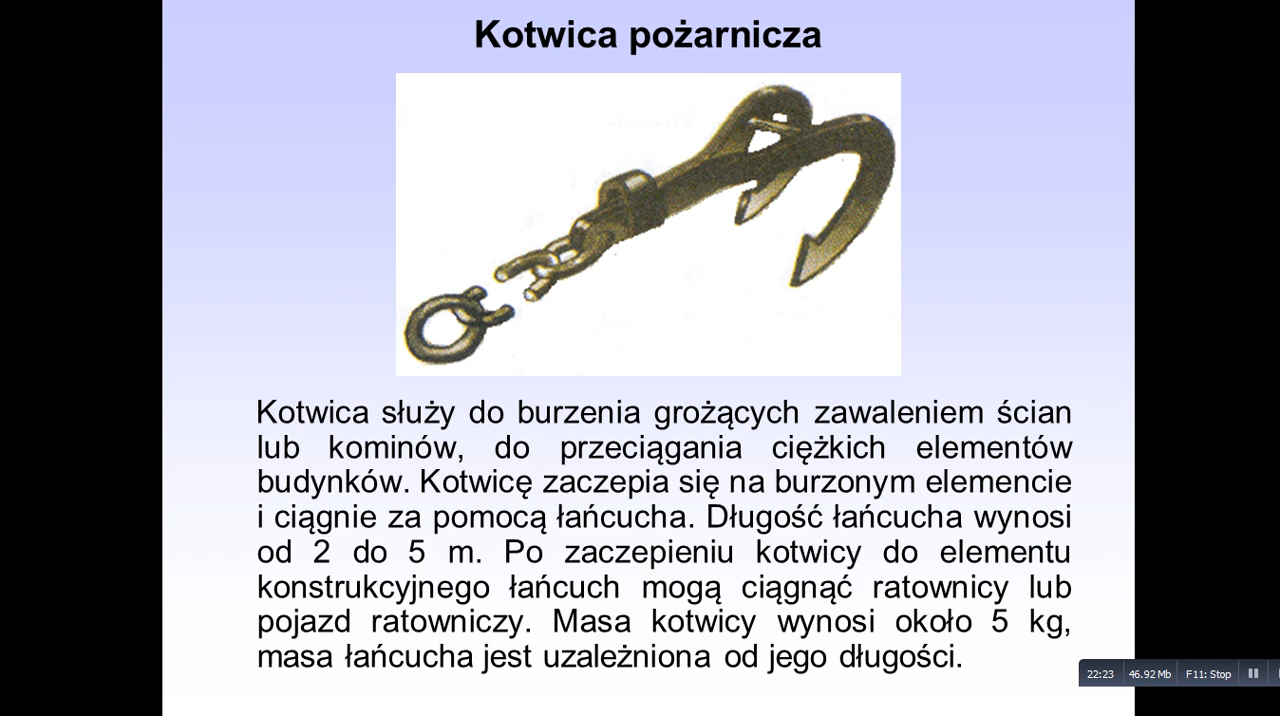 Kotwica pożarnicza
Kotwica służy do burzenia grożących zawaleniem ścian
lub kominów, do przeciągania ciężkich elementów
budynków. Kotwicę zaczepia się na burzonym elemencie
i ciągnie za pomocą łańcucha. Długość łańcucha wynosi
od 2 do 5 m. Po zaczepieniu kotwicy do elementu
konstrukcyjnego łańcuch mogą ciągnąć ratownicy lub
pojazd ratowniczy. Masa kotwicy wynosi około 5 kg,
masa łańcucha jest uzależniona od jego długości.
22:23 46.92 Mb F11: Stop